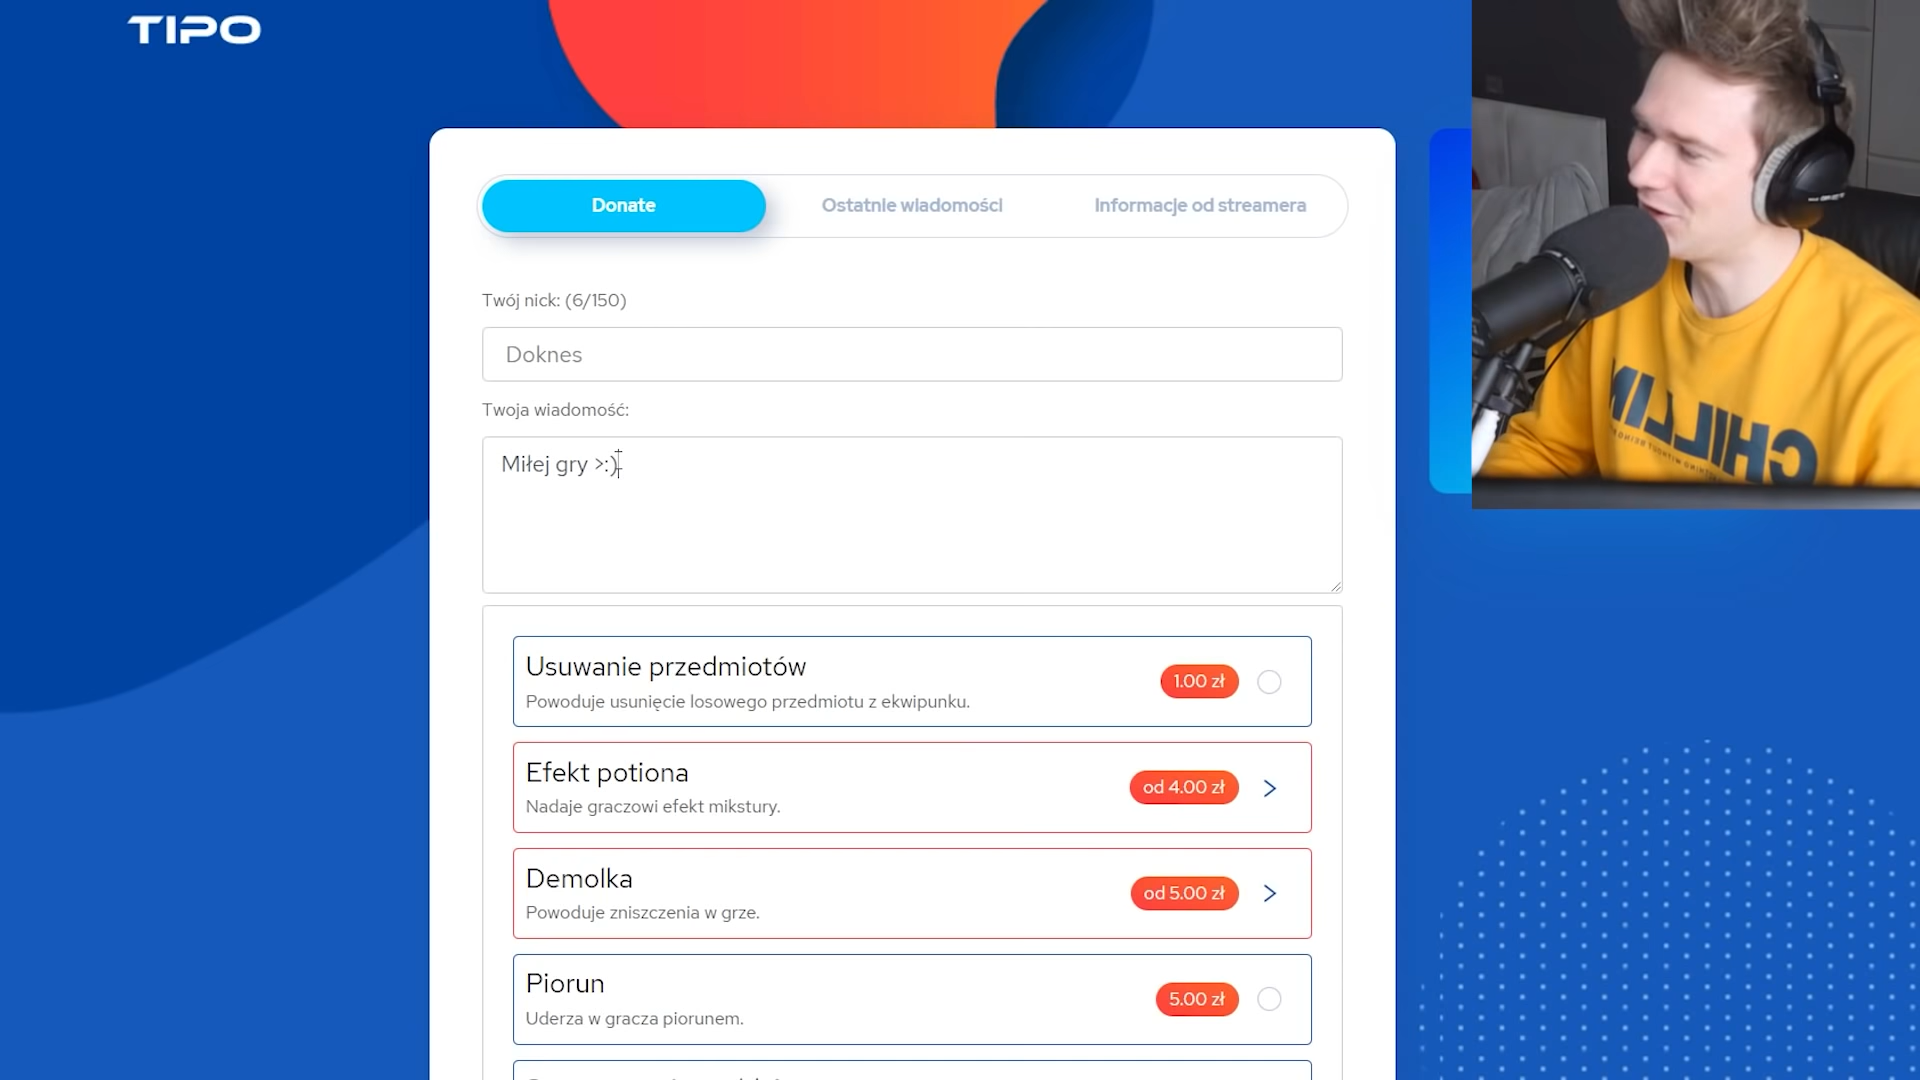 TIPO
Donate
Ostatnie wiadomości
Informacje od streamera
Twój nick: (6/150)
Doknes
Twoja wiadomość:
Miłej gry >:)
Usuwanie przedmiotów
1.00 zł
Powoduje usunięcie losowego przedmiotu z ekwipunku.
Efekt potiona
od 4.00 zł
Nadaje graczowi efekt mikstury.
Demolka
od 5.00 zł
Powoduje zniszczenia w grze.
Piorun
5.00 zł
Uderza w gracza piorunem.
CHILLIN